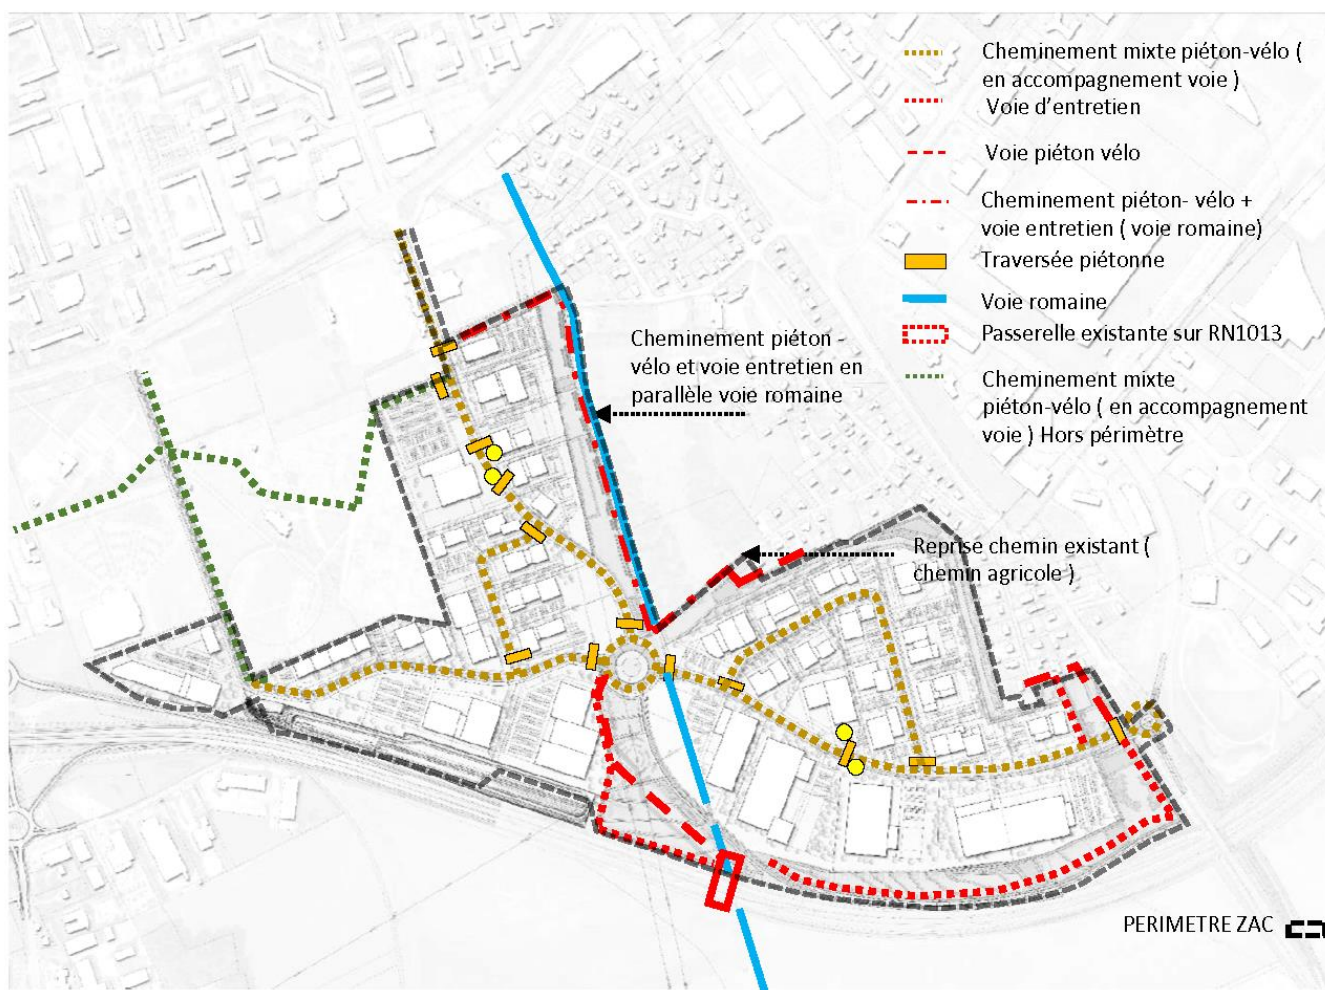 Cheminement mixte piéton-vélo (
en accompagnement voie )
Voie d'entretien
Voie piéton vélo
Cheminement piéton- vélo +
voie entretien ( voie romaine)
Traversée piétonne
Voie romaine
Passerelle existante sur RN1013
Cheminement mixte
piéton-vélo ( en accompagnement
voie ) Hors périmètre
Cheminement piéton -
vélo et voie entretien en
parallèle voie romaine
Reprise chemin existant (
chemin agricole )
PERIMETRE ZAC